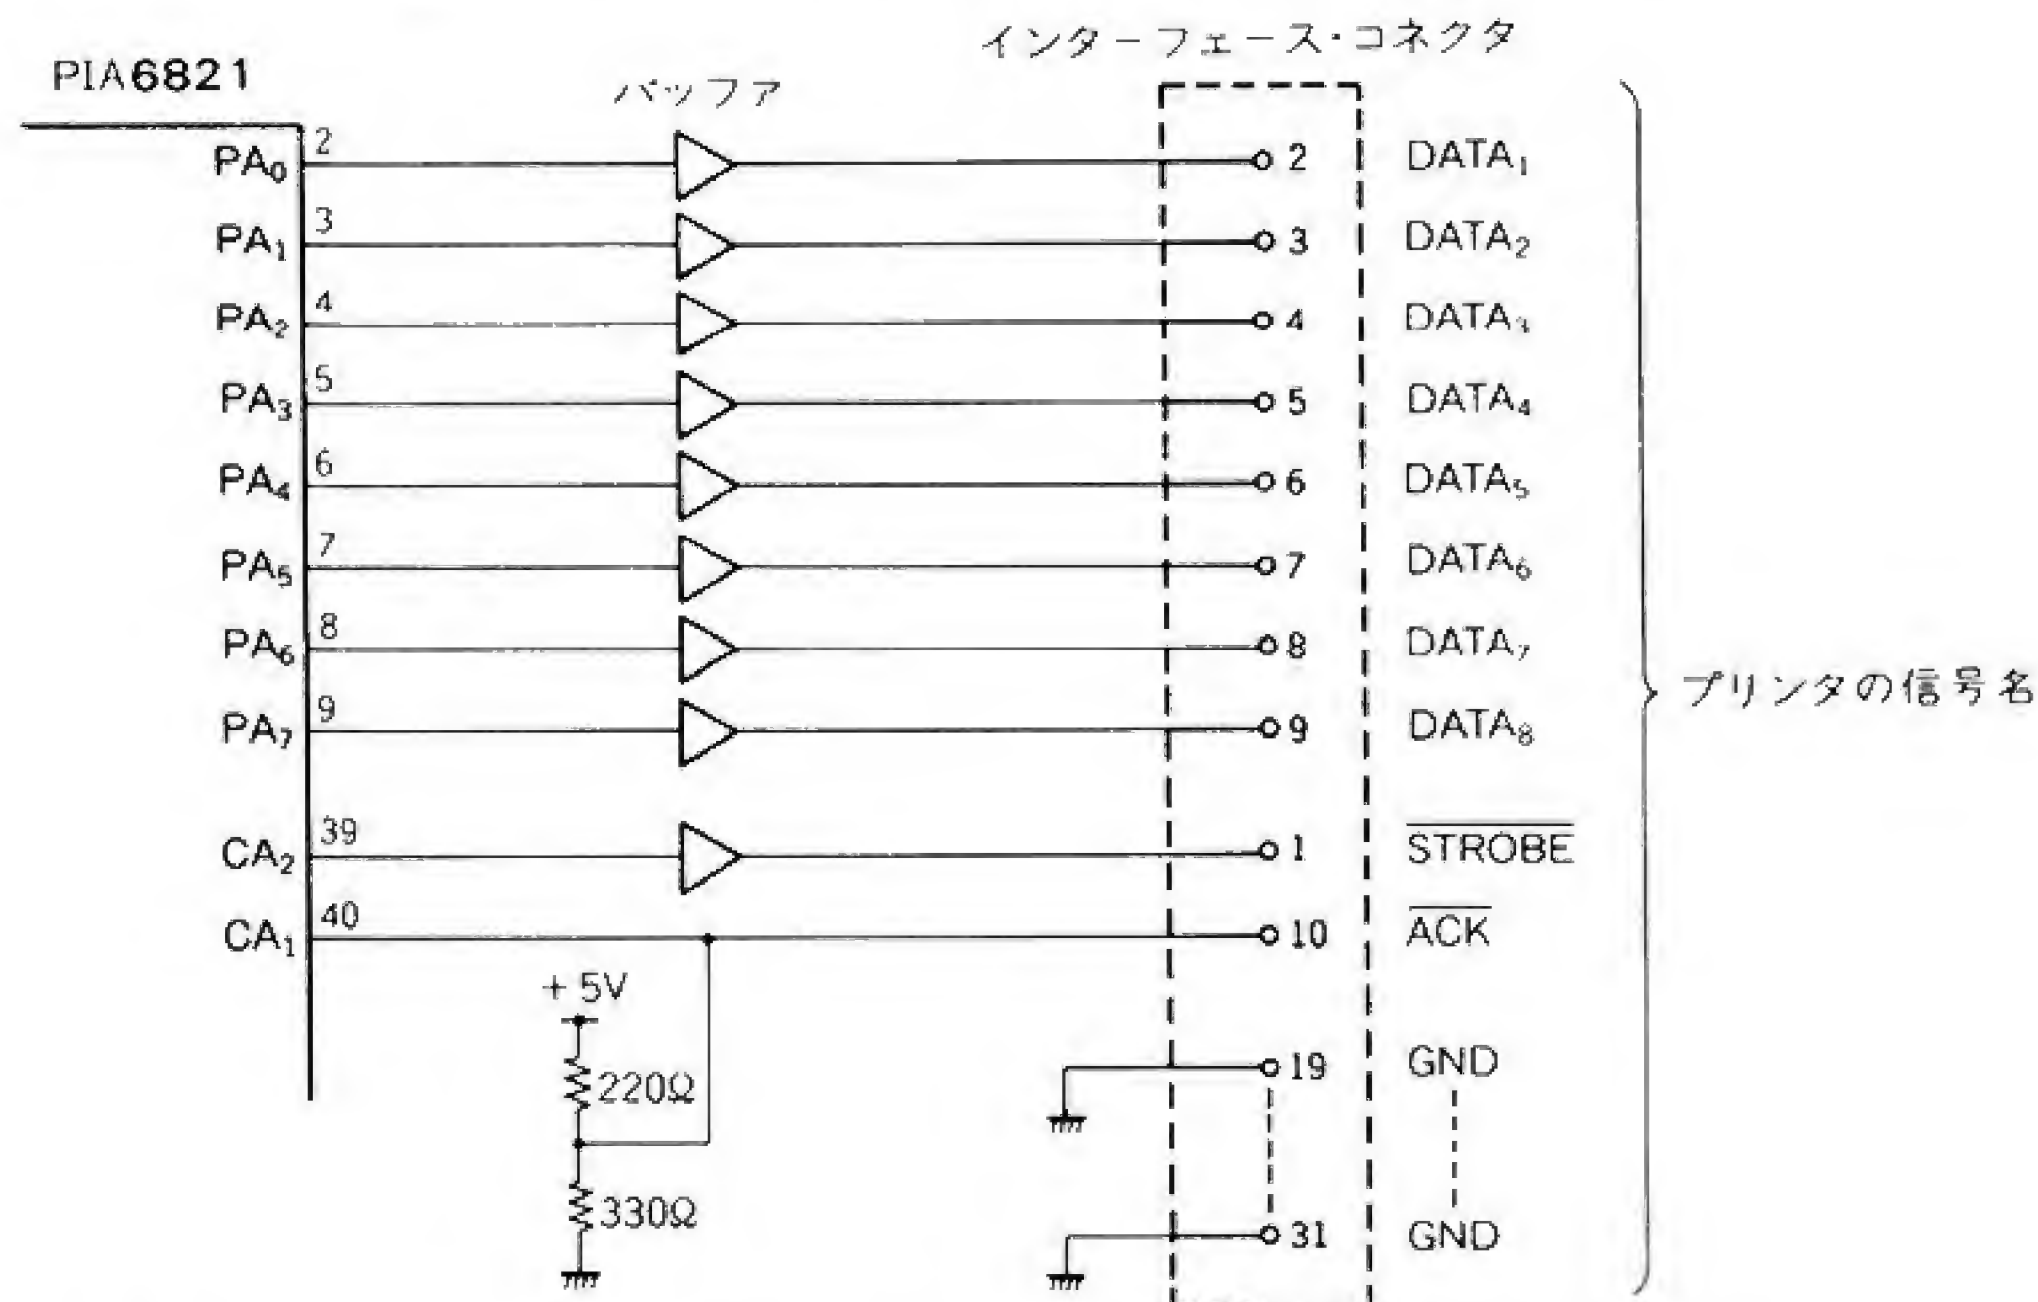 インターフェース・コネクタ
PIA6821
バッファ
PA₀ 2 2 DATA₁
PA₁ 3 3 DATA₂
PA₂ 4 4 DATA₃
PA₃ 5 5 DATA₄
PA₄ 6 6 DATA₅
PA₅ 7 7 DATA₆
PA₆ 8 8 DATA₇
プリンタの信号名
PA₇ 9 9 DATA₈
CA₂ 39 1 S̅T̅R̅O̅B̅E̅
CA₁ 40 10 A̅C̅K̅
+5V
220Ω
19 GND
330Ω
31 GND